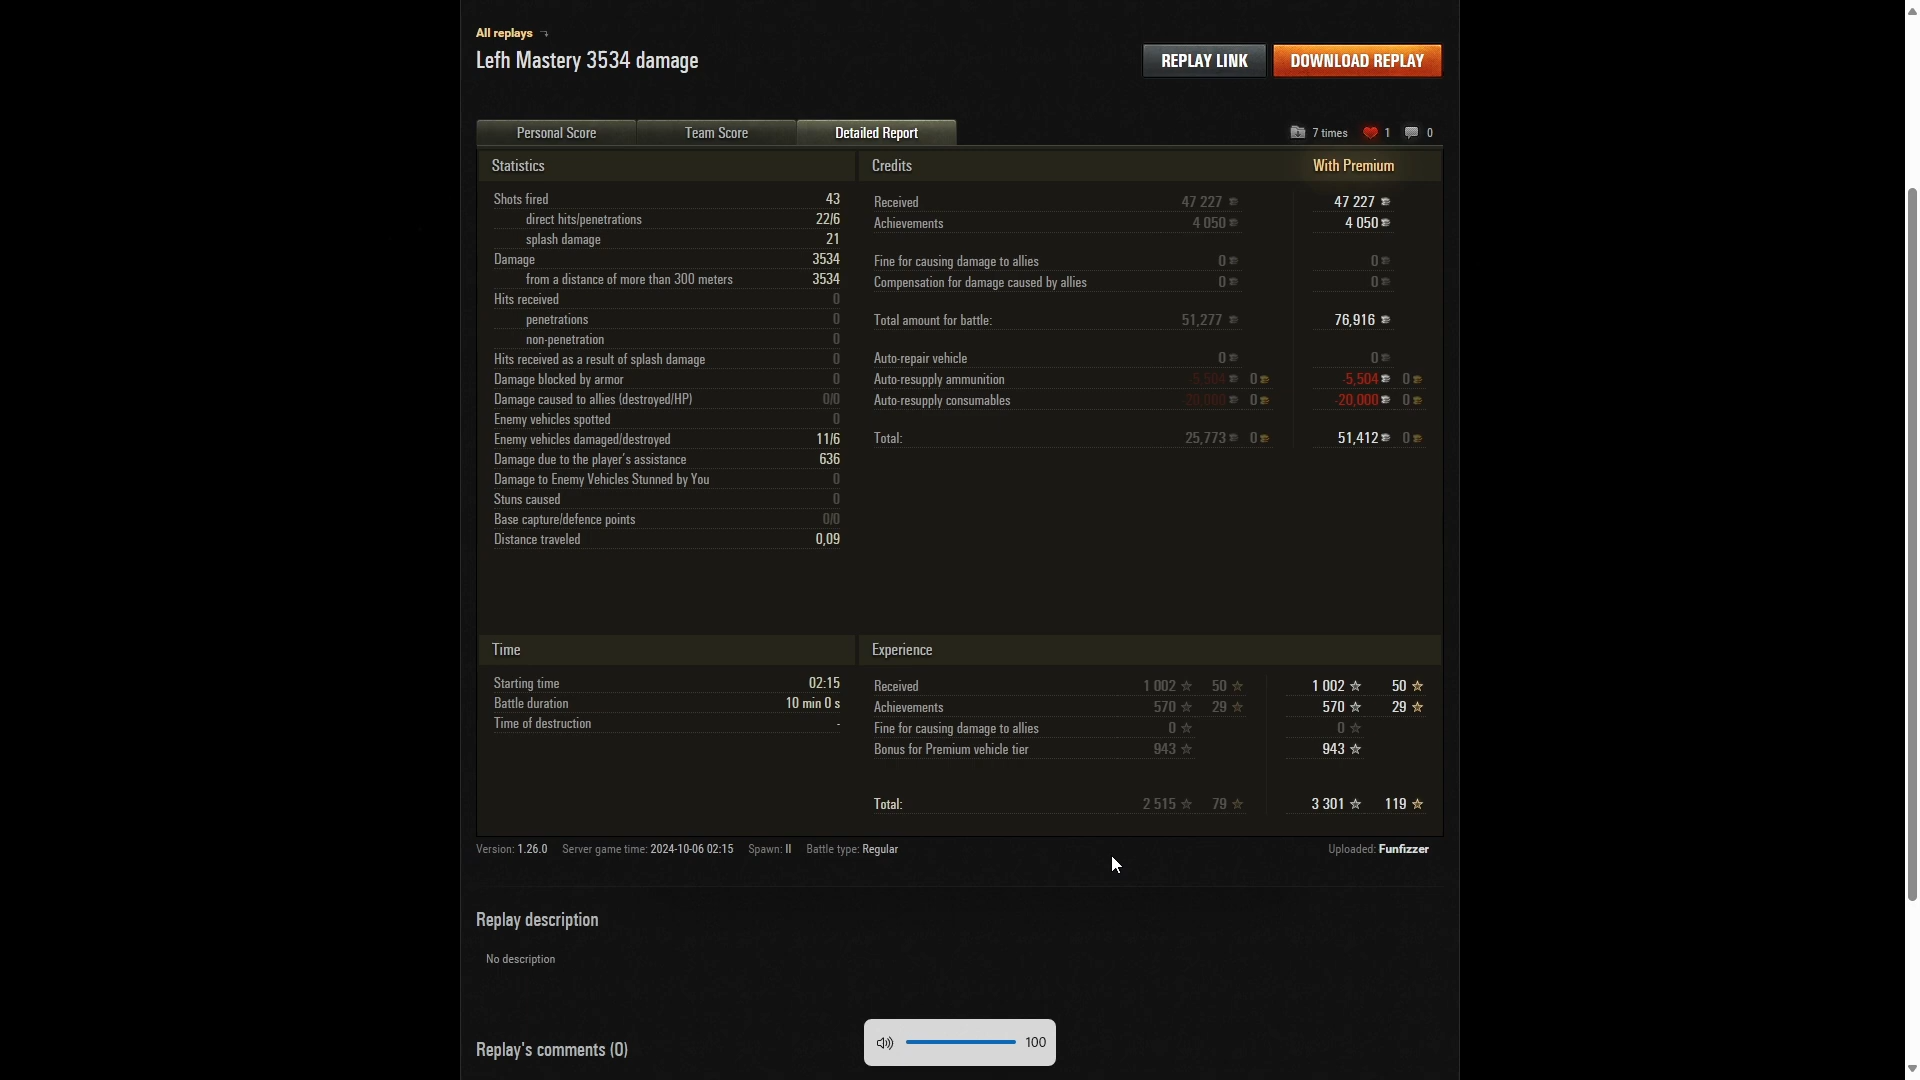 All replays
Lefh Mastery 3534 damage
REPLAY LINK
DOWNLOAD REPLAY
Personal Score
Team Score
Detailed Report
7 times 1 0
Statistics
Shots fired 43
direct hits/penetrations 22/6
splash damage 21
Damage 3534
from a distance of more than 300 meters 3534
Hits received 0
penetrations 0
non-penetration 0
Hits received as a result of splash damage 0
Damage blocked by armor 0
Damage caused to allies (destroyed/HP) 0/0
Enemy vehicles spotted 0
Enemy vehicles damaged/destroyed 11/6
Damage due to the player's assistance 636
Damage to Enemy Vehicles Stunned by You 0
Stuns caused 0
Base capture/defence points 0/0
Distance traveled 0,09
Credits With Premium
Received 47 227 47 227
Achievements 4 050 4 050
Fine for causing damage to allies 0 0
Compensation for damage caused by allies 0 0
Total amount for battle: 51,277 76,916
Auto-repair vehicle 0 0
Auto-resupply ammunition -5,504 0 -5,504 0
Auto-resupply consumables -20,000 0 -20,000 0
Total: 25,773 0 51,412 0
Time
Starting time 02:15
Battle duration 10 min 0 s
Time of destruction -
Experience
Received 1 002 50 1 002 50
Achievements 570 29 570 29
Fine for causing damage to allies 0 0
Bonus for Premium vehicle tier 943 943
Total: 2 515 79 3 301 119
Version: 1.26.0 Server game time: 2024-10-06 02:15 Spawn: II Battle type: Regular Uploaded: Funfizzer
Replay description
No description
Replay's comments (0)
100